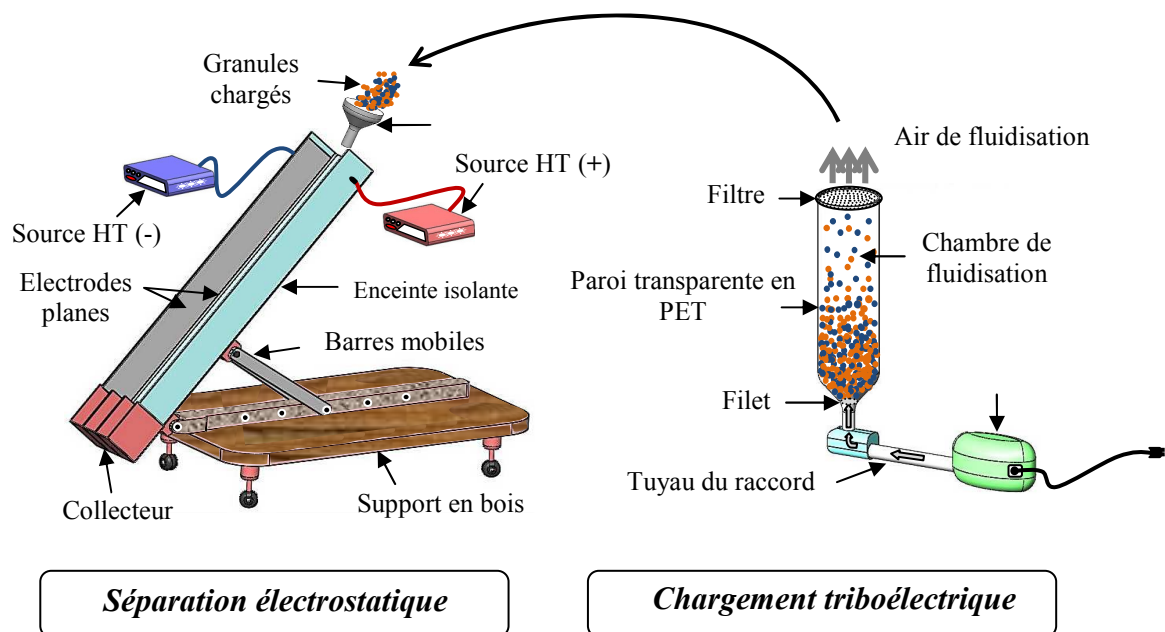 Granules
chargés
Source HT (+)
Source HT (-)
Electrodes
planes
Enceinte isolante
Barres mobiles
Collecteur
Support en bois
Séparation électrostatique
Air de fluidisation
Filtre
Chambre de
fluidisation
Paroi transparente en
PET
Filet
Tuyau du raccord
Chargement triboélectrique